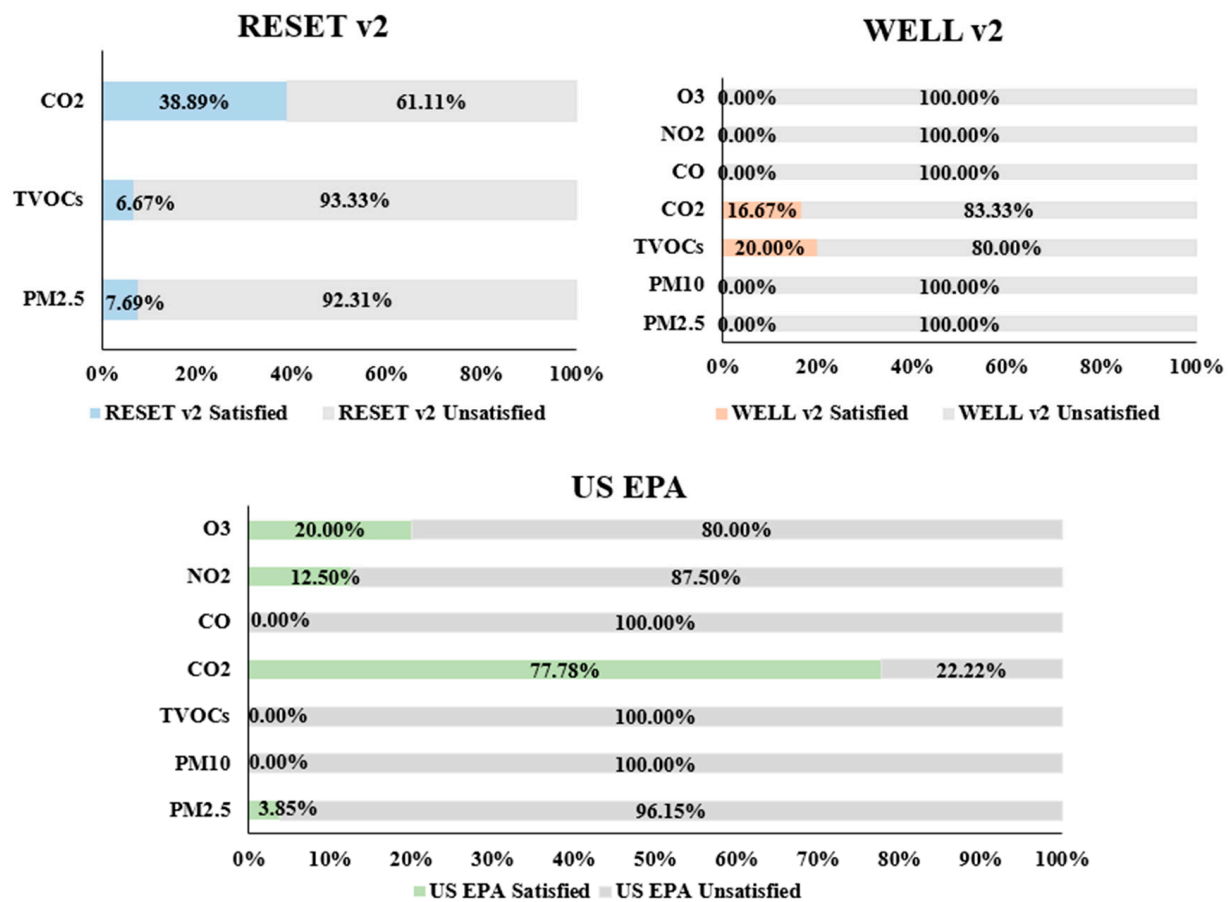 RESET v2
CO2 38.89% 61.11%
TVOCs 6.67% 93.33%
PM2.5 7.69% 92.31%
0% 20% 40% 60% 80% 100%
RESET v2 Satisfied RESET v2 Unsatisfied
WELL v2
O3 0.00% 100.00%
NO2 0.00% 100.00%
CO 0.00% 100.00%
CO2 16.67% 83.33%
TVOCs 20.00% 80.00%
PM10 0.00% 100.00%
PM2.5 0.00% 100.00%
0% 20% 40% 60% 80% 100%
WELL v2 Satisfied WELL v2 Unsatisfied
US EPA
O3 20.00% 80.00%
NO2 12.50% 87.50%
CO 0.00% 100.00%
CO2 77.78% 22.22%
TVOCs 0.00% 100.00%
PM10 0.00% 100.00%
PM2.5 3.85% 96.15%
0% 10% 20% 30% 40% 50% 60% 70% 80% 90% 100%
US EPA Satisfied US EPA Unsatisfied